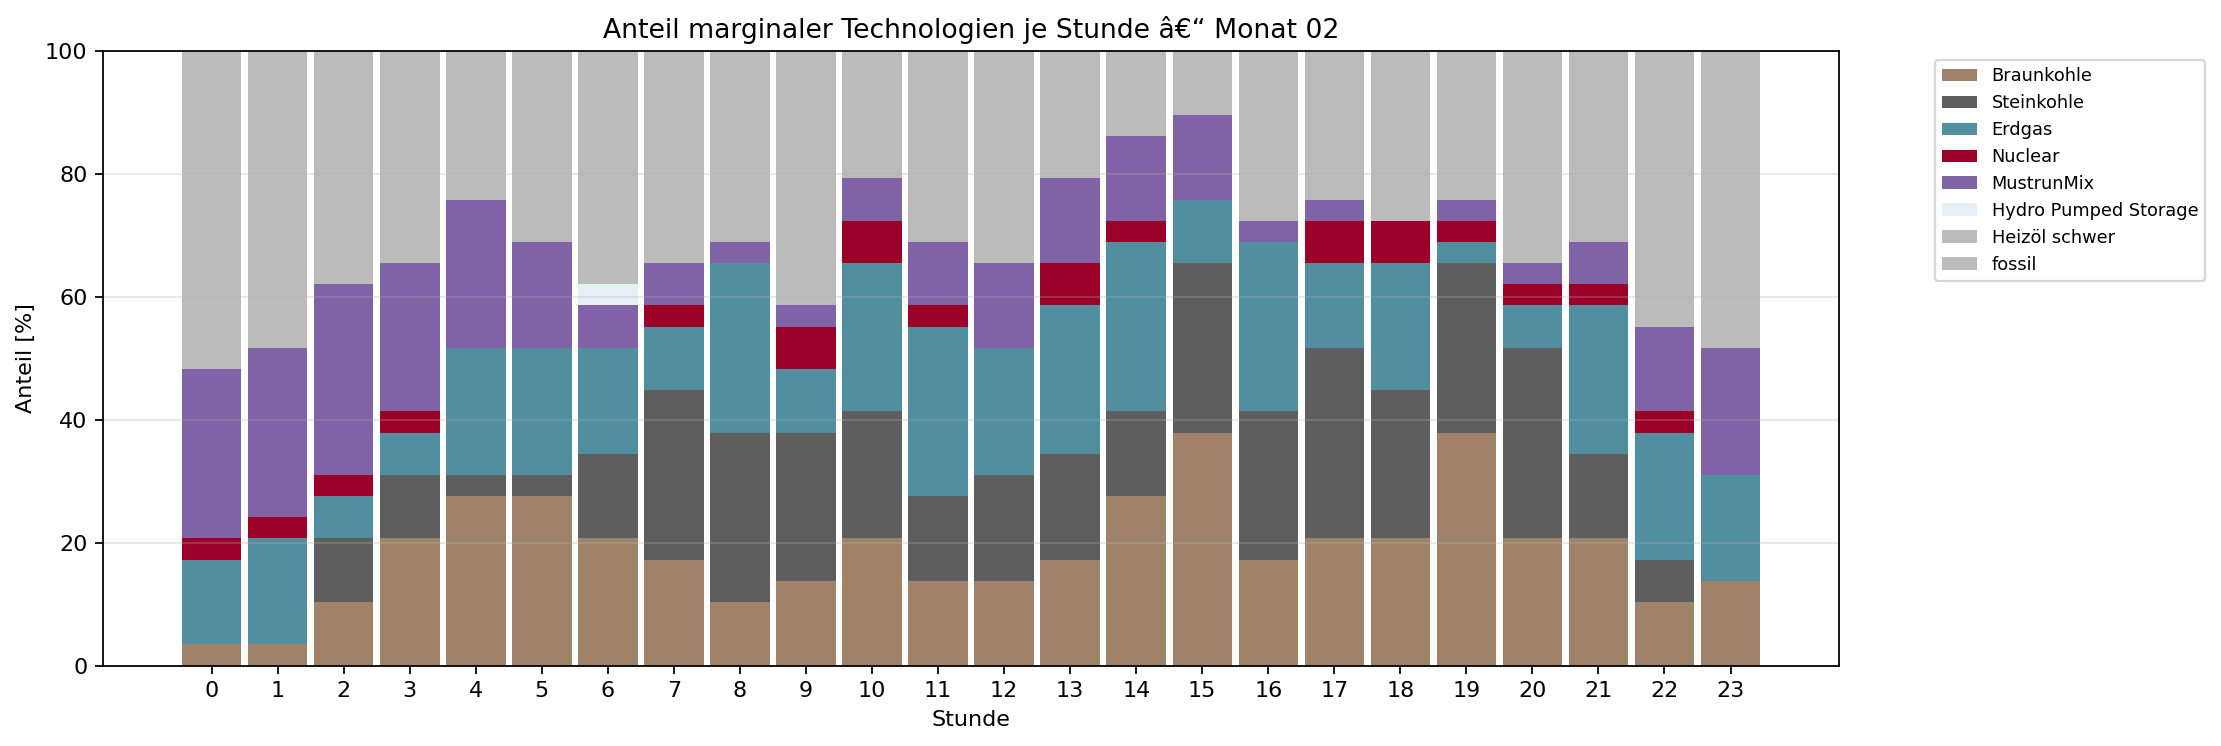 Anteil marginaler Technologien je Stunde â€“ Monat 02
Anteil [%]
100
80
60
40
20
0
0 1 2 3 4 5 6 7 8 9 10 11 12 13 14 15 16 17 18 19 20 21 22 23
Stunde
Braunkohle
Steinkohle
Erdgas
Nuclear
MustrunMix
Hydro Pumped Storage
Heizöl schwer
fossil